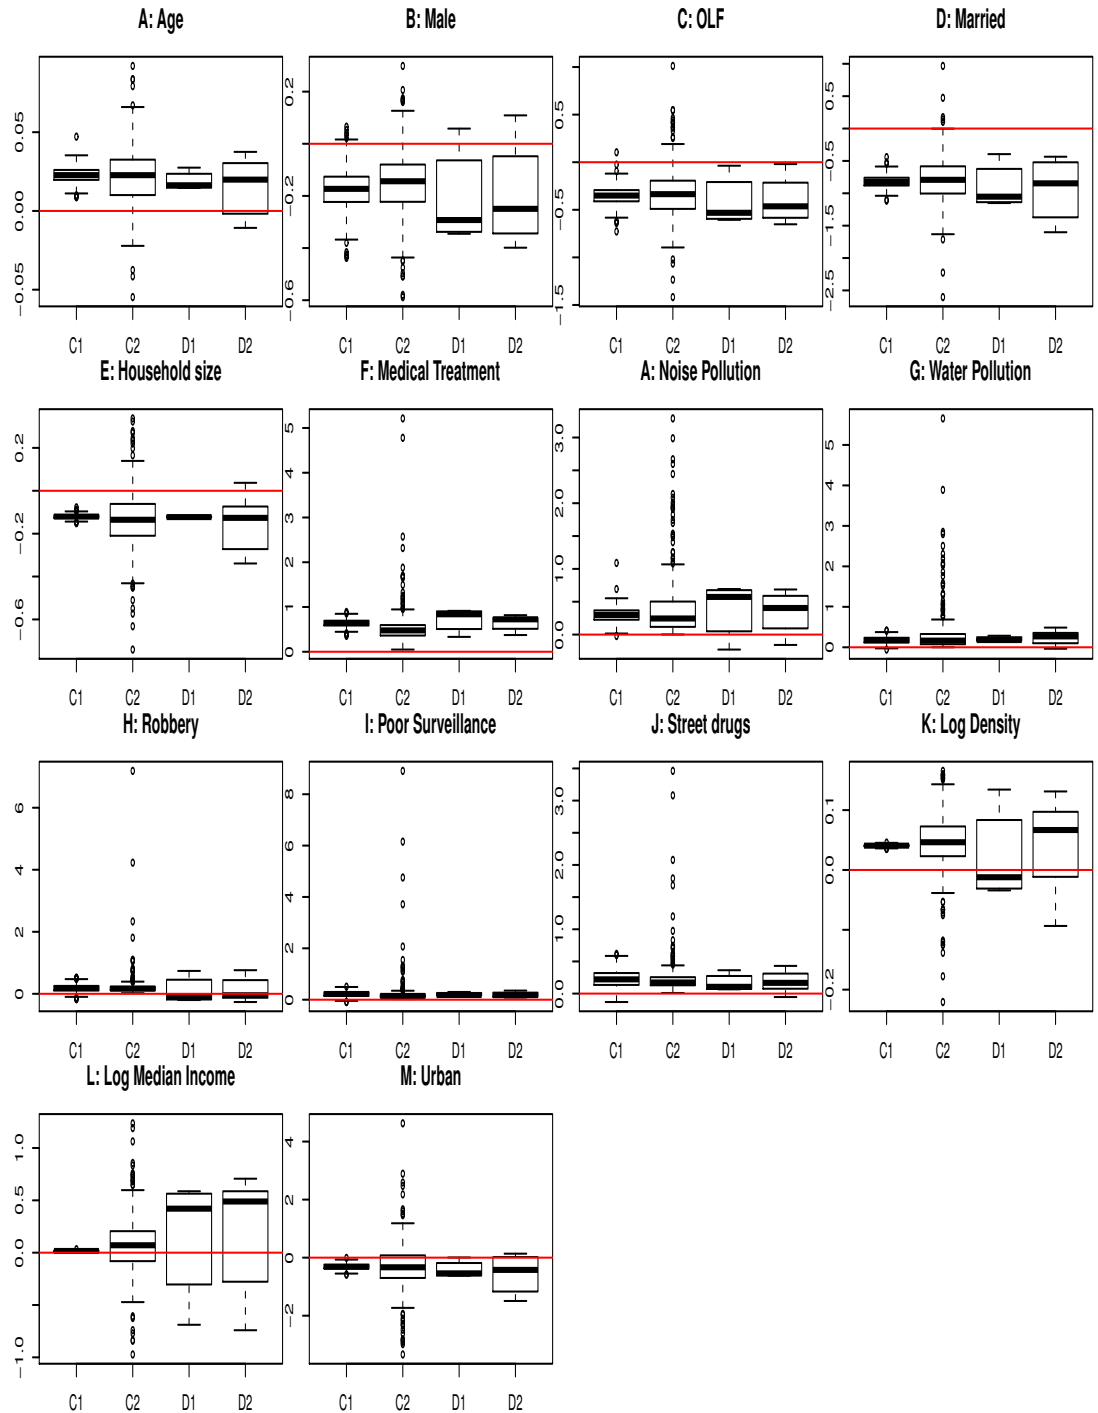 A: Age B: Male C: OLF D: Married
−0.05 0.00 0.05
−0.6 −0.2 0.2
−1.5 −0.5 0.5
−2.5 −1.5 −0.5 0.5
C1 C2 D1 D2 C1 C2 D1 D2 C1 C2 D1 D2 C1 C2 D1 D2
E: Household size F: Medical Treatment A: Noise Pollution G: Water Pollution
−0.6 −0.2 0.2
0 1 2 3 4 5
0.0 1.0 2.0 3.0
0 1 2 3 4 5
C1 C2 D1 D2 C1 C2 D1 D2 C1 C2 D1 D2 C1 C2 D1 D2
H: Robbery I: Poor Surveillance J: Street drugs K: Log Density
0 2 4 6
0 2 4 6 8
0.0 1.0 2.0 3.0
−0.2 0.0 0.1
C1 C2 D1 D2 C1 C2 D1 D2 C1 C2 D1 D2 C1 C2 D1 D2
L: Log Median Income M: Urban
−1.0 0.0 0.5 1.0
−2 0 2 4
C1 C2 D1 D2 C1 C2 D1 D2